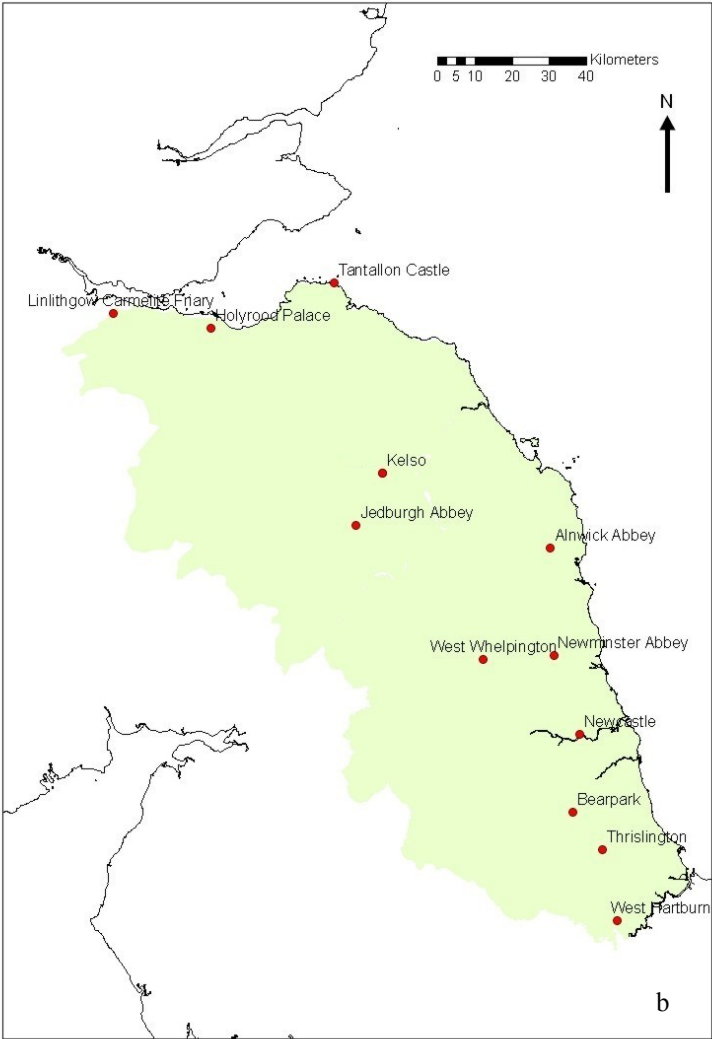 Kilometers
0 5 10 20 30 40
N
Tantallon Castle
Linlithgow Carmelite Friary
Holyrood Palace
Kelso
Jedburgh Abbey
Alnwick Abbey
West Whelpington
Newminster Abbey
Newcastle
Bearpark
Thrislington
West Hartburn
b